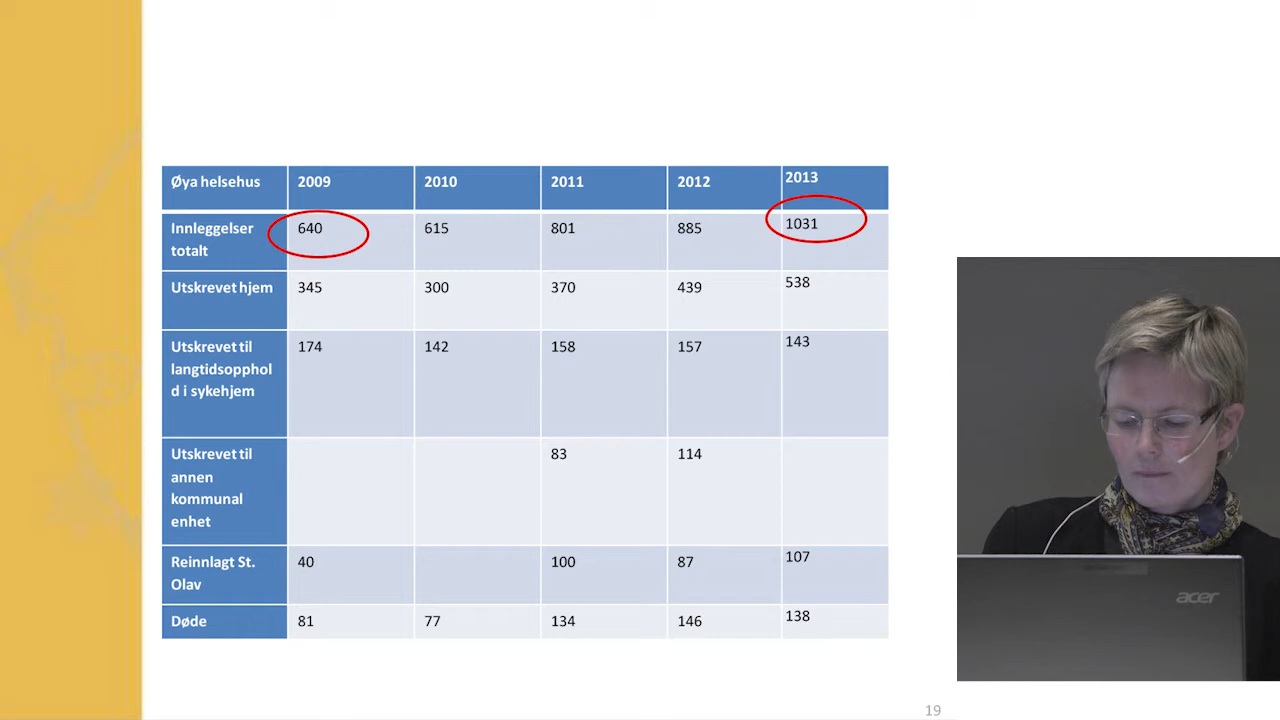 Øya helsehus 2009 2010 2011 2012 2013
Innleggelser totalt 640 615 801 885 1031
Utskrevet hjem 345 300 370 439 538
Utskrevet til langtidsopphold i sykehjem 174 142 158 157 143
Utskrevet til annen kommunal enhet 83 114
Reinnlagt St. Olav 40 100 87 107
Døde 81 77 134 146 138
acer
19